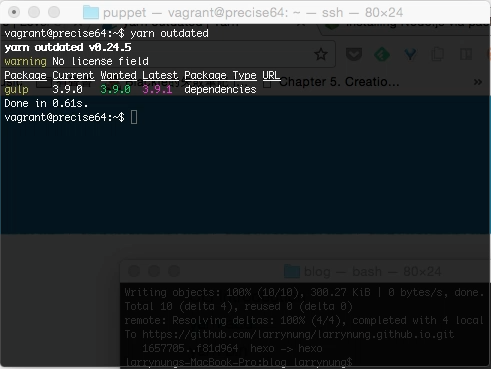 puppet — vagrant@precise64: ~ — ssh — 80×24
vagrant@precise64:~$ yarn outdated
yarn outdated v0.24.5
warning No license field
Package Current Wanted Latest Package Type URL
gulp 3.9.0 3.9.0 3.9.1 dependencies
Done in 0.61s.
vagrant@precise64:~$
Chapter 5. Creatio...
blog — bash — 80×24
Writing objects: 100% (10/10), 300.27 KiB | 0 bytes/s, done.
Total 10 (delta 4), reused 0 (delta 0)
remote: Resolving deltas: 100% (4/4), completed with 4 local
To https://github.com/larrynung/larrynung.github.io.git
1657705..f81d964 hexo -> hexo
larrynungs-MacBook-Pro:blog larrynung$